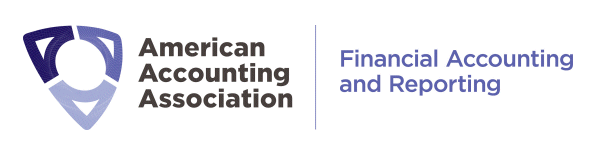 American
Accounting
Association
Financial Accounting
and Reporting